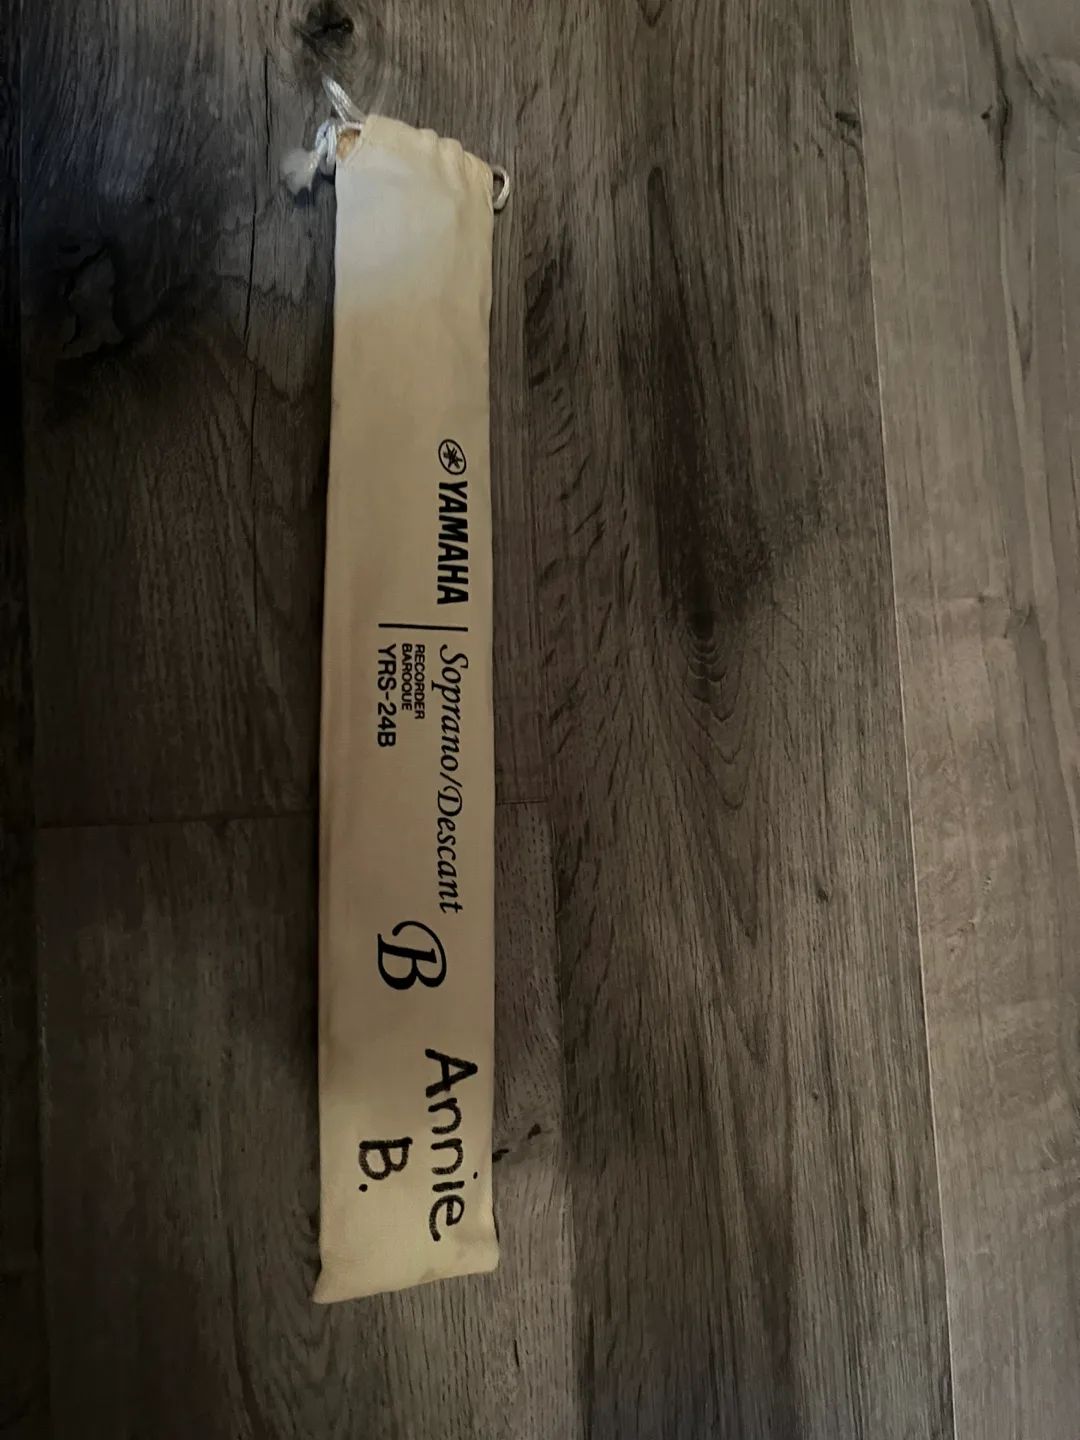 YAMAHA
Soprano/Descant
RECORDER
BAROQUE
YRS-24B
B
Annie
B.